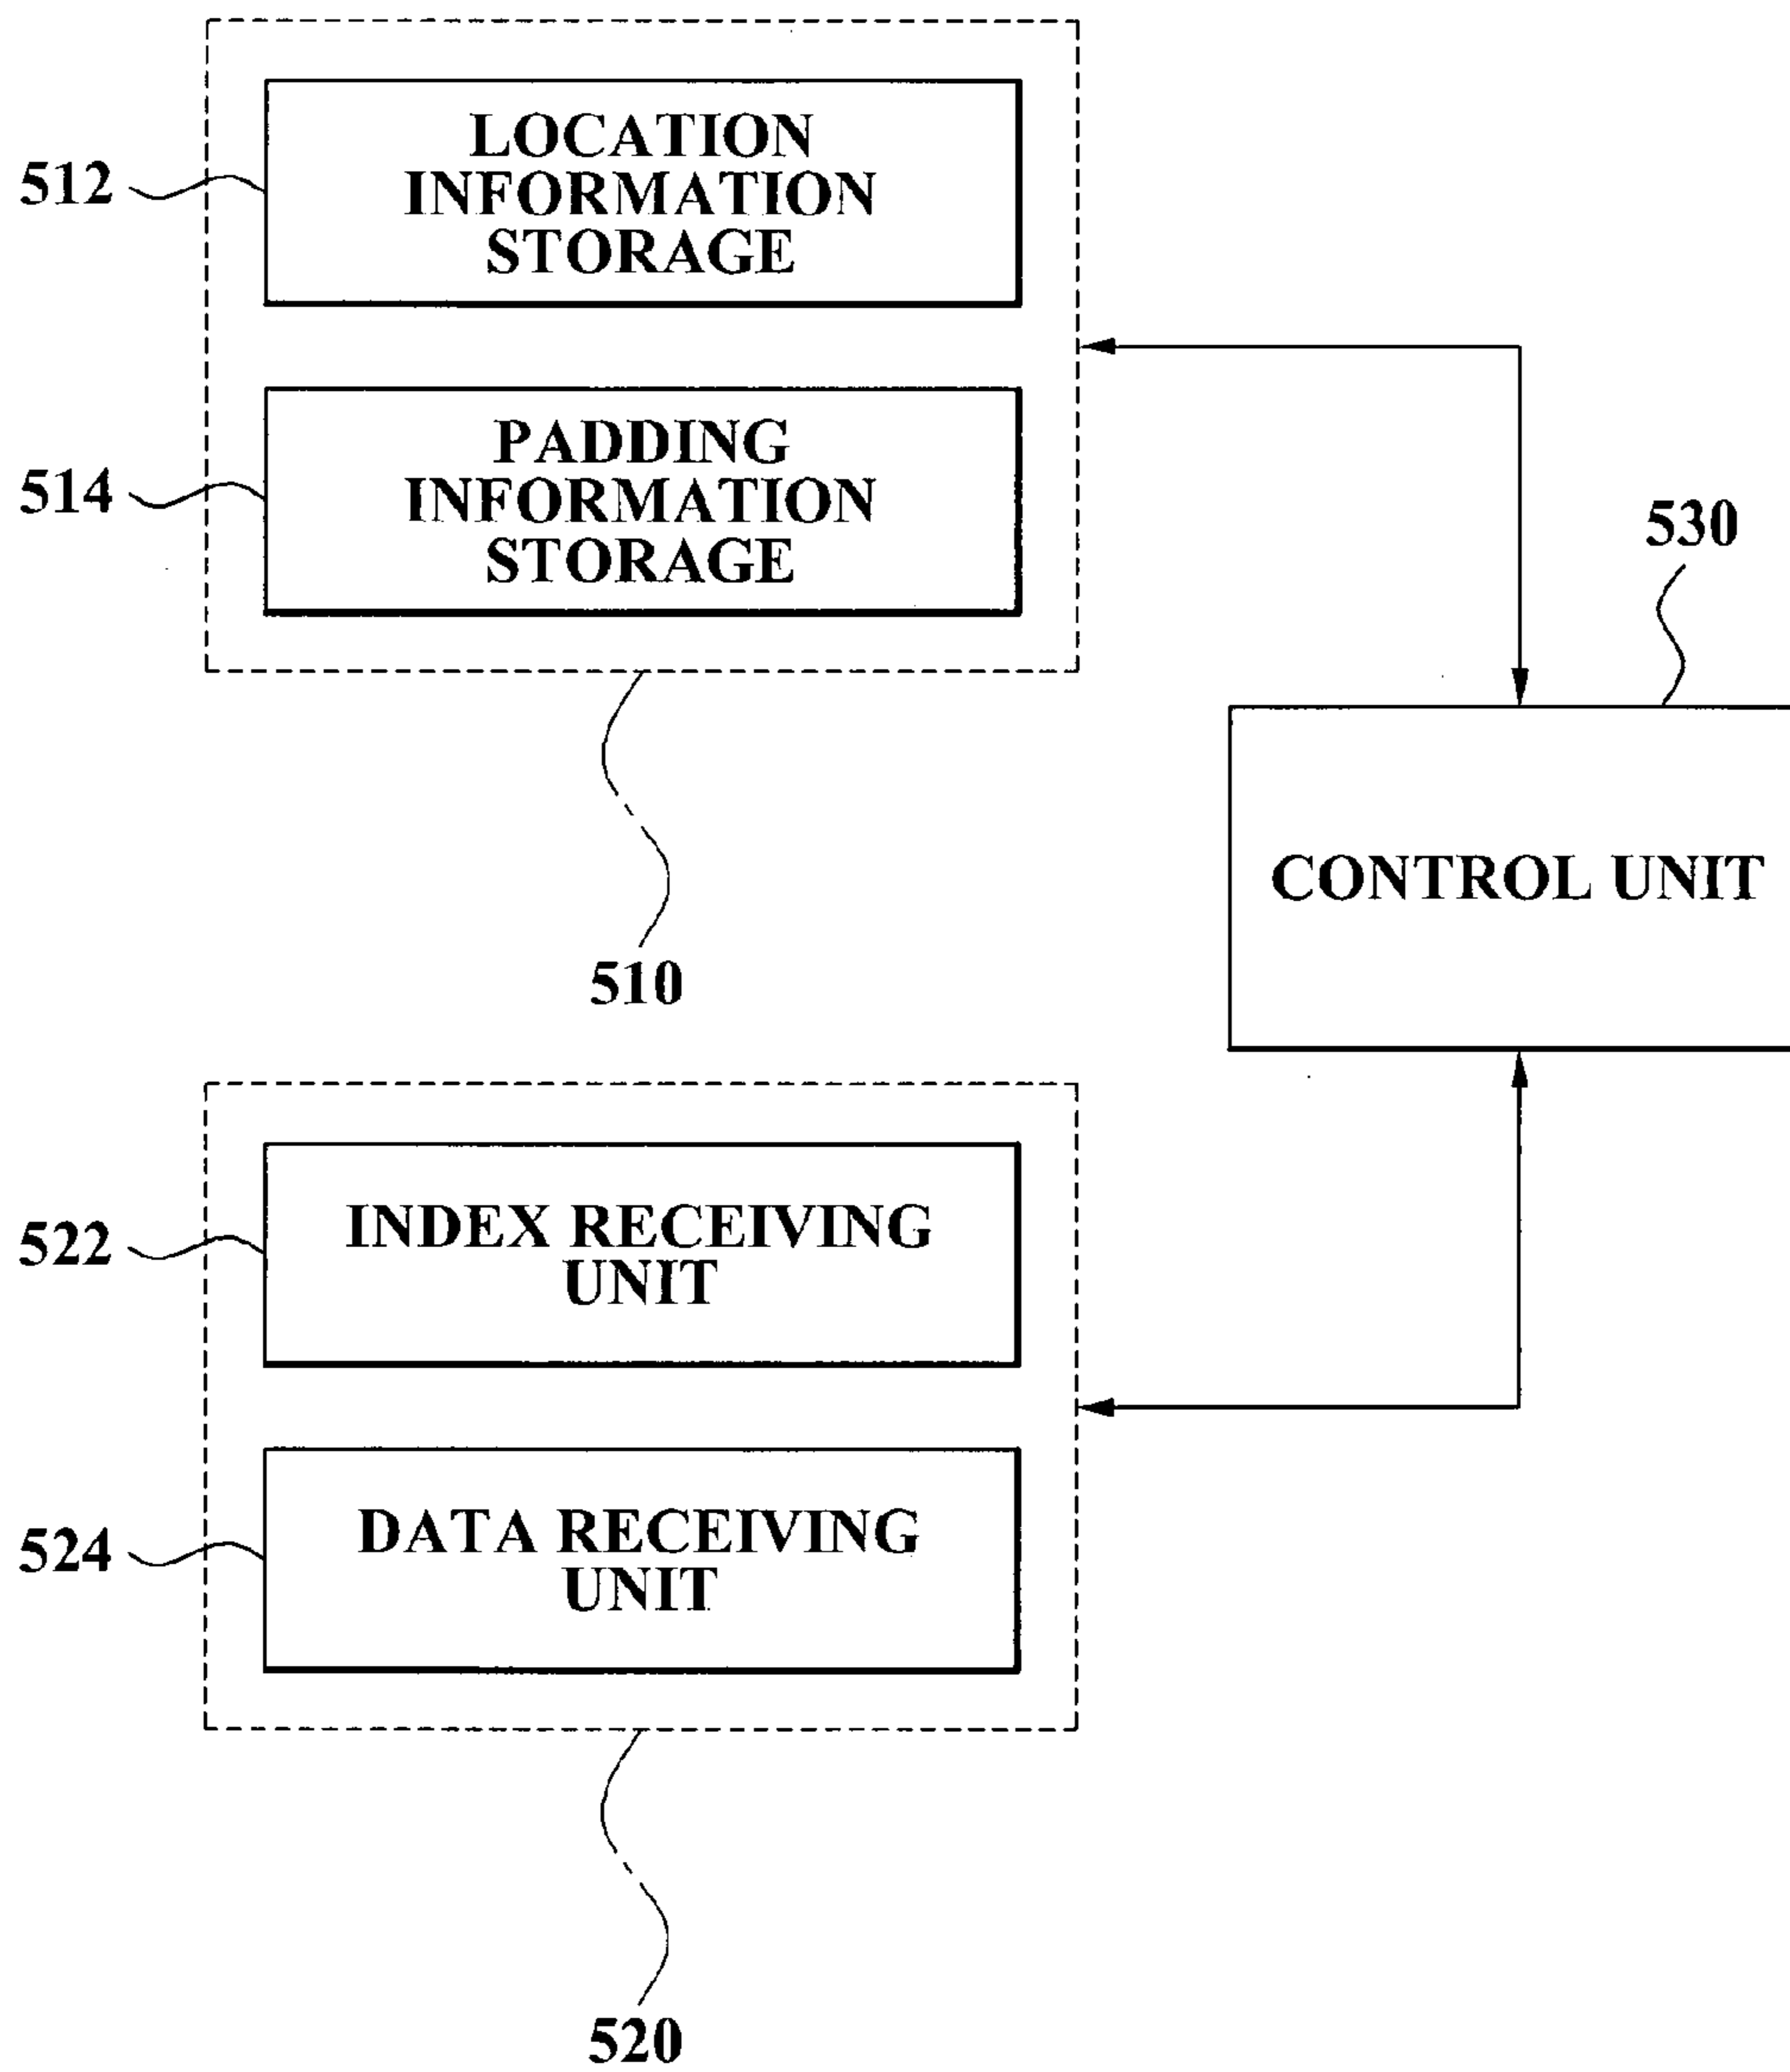 LOCATION
INFORMATION
STORAGE
512
PADDING
INFORMATION
STORAGE
514
530
CONTROL UNIT
510
INDEX RECEIVING
UNIT
522
DATA RECEIVING
UNIT
524
520